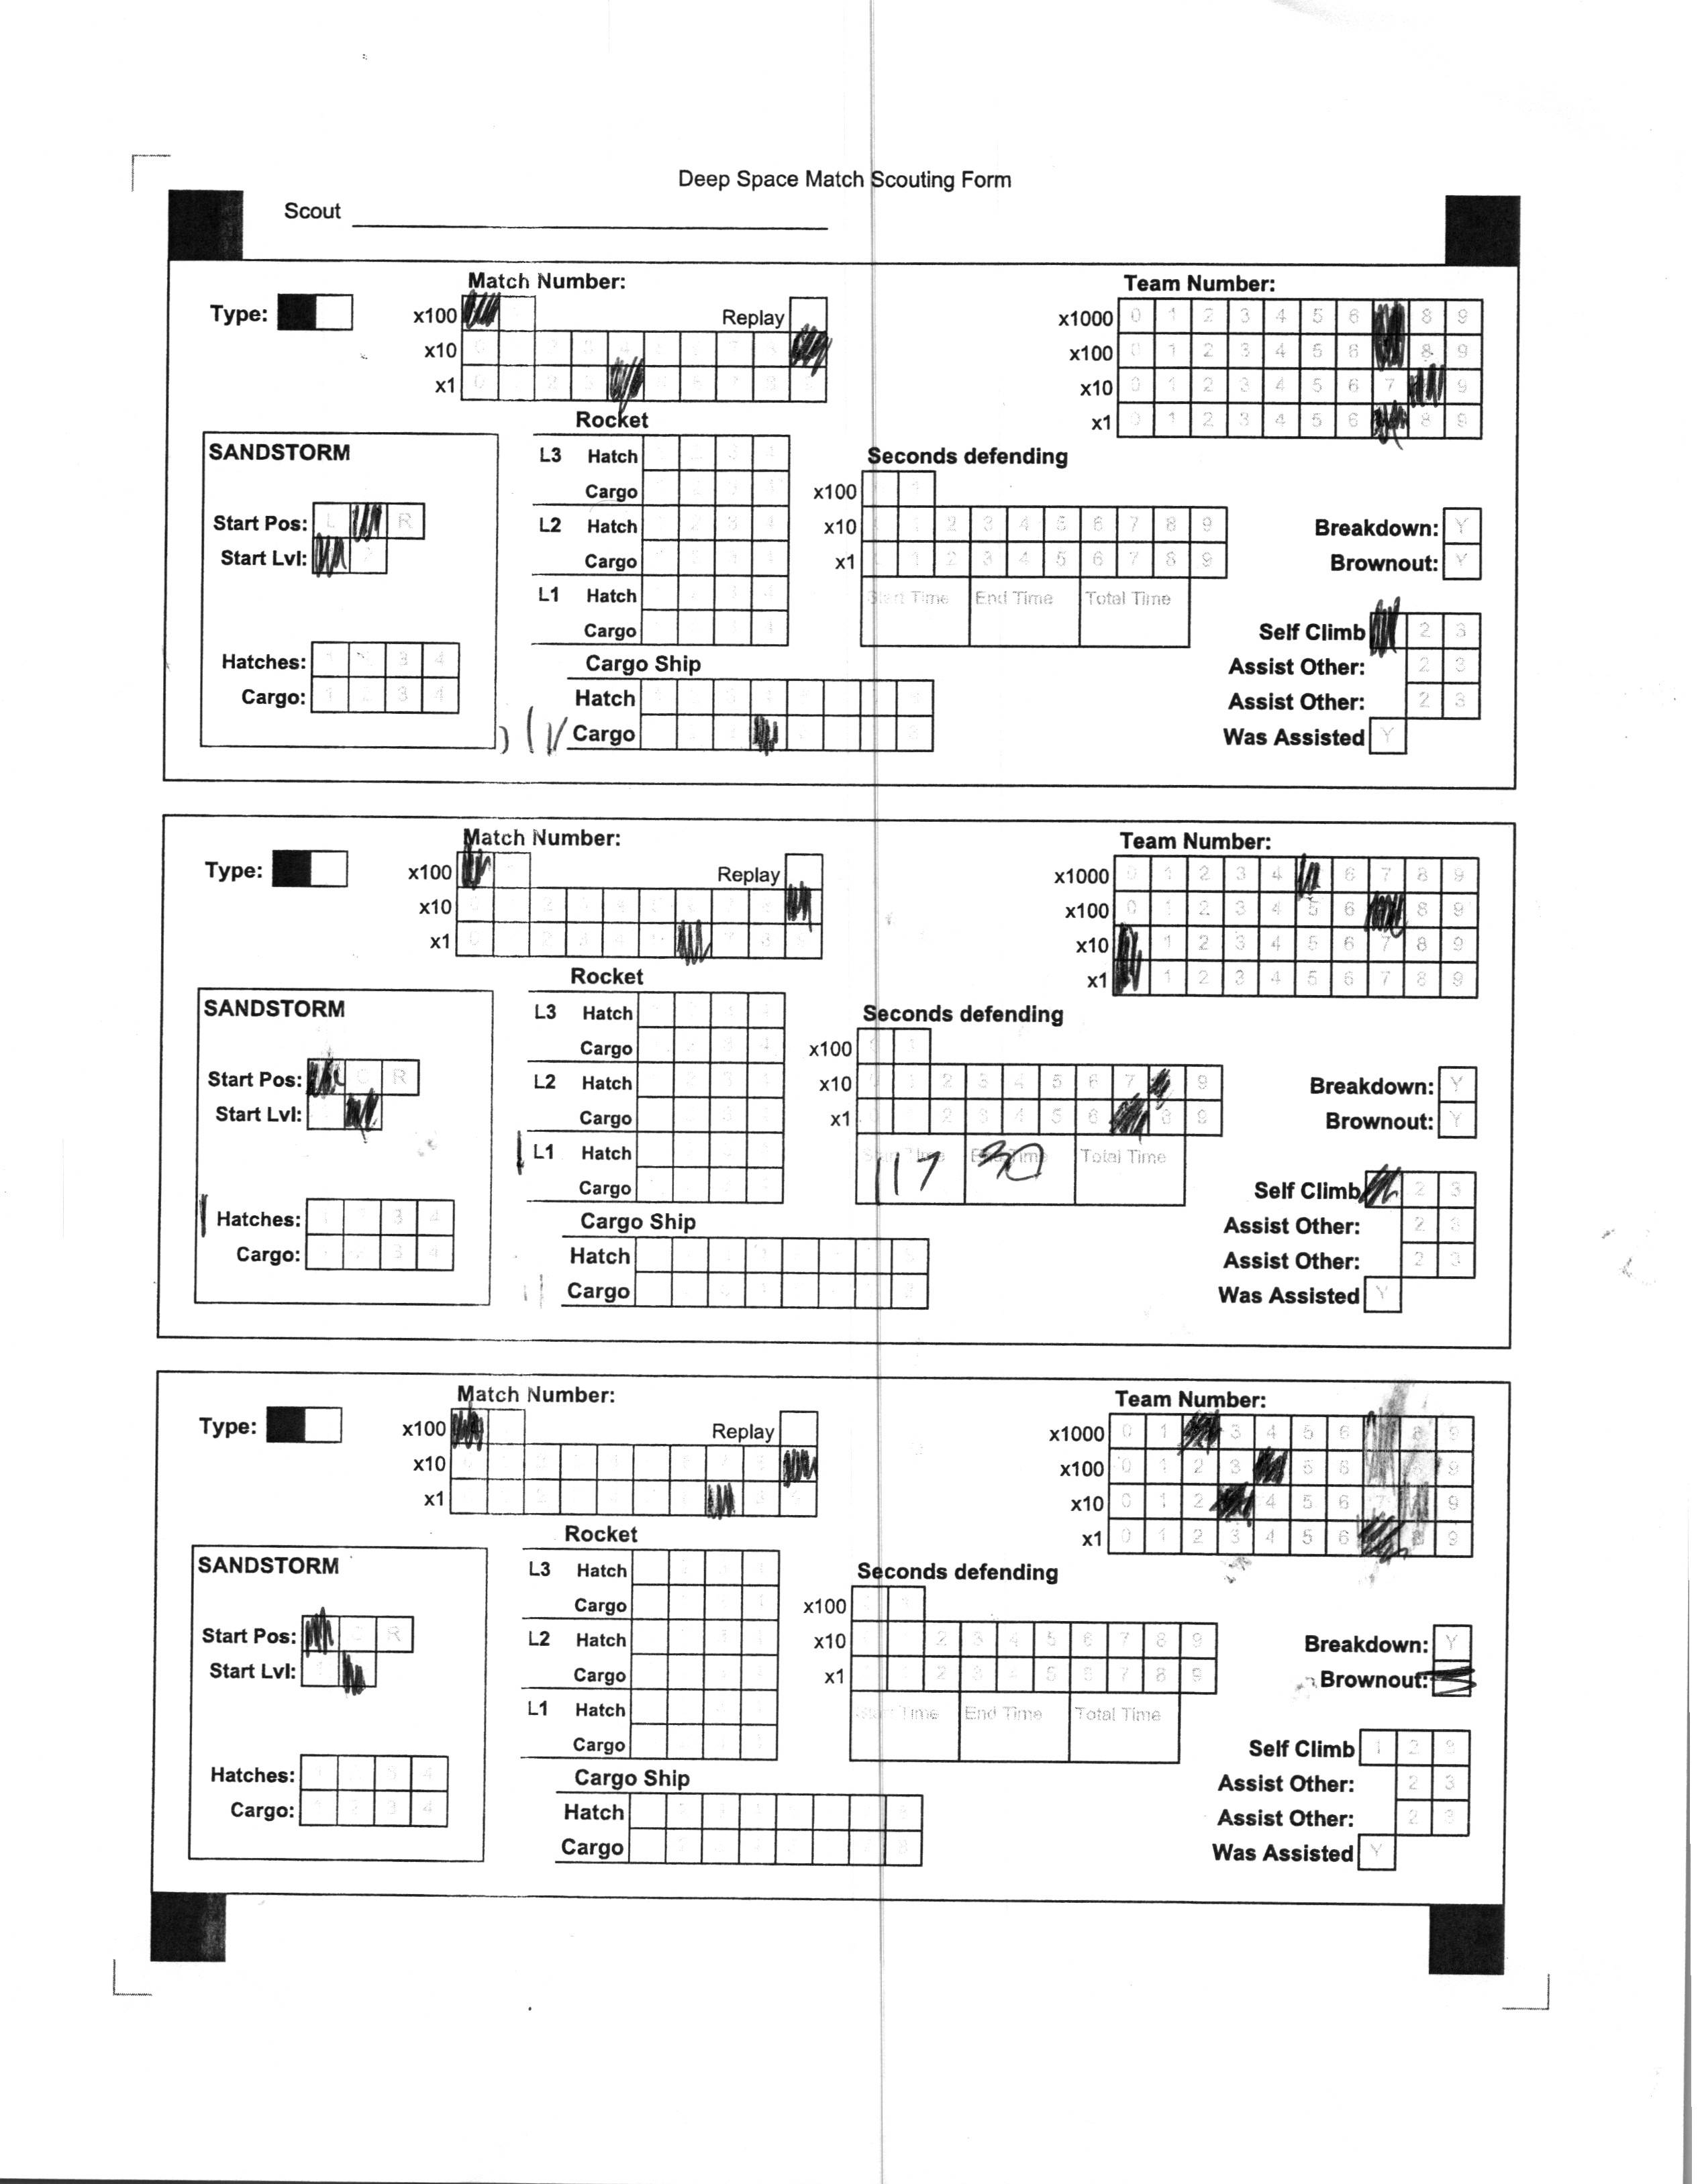 Deep Space Match Scouting Form
Scout
Match Number:
Team Number:
Type:
x100
Replay
x10
x1
x1000 0 1 2 3 4 5 6 8 9
x100 0 1 2 3 4 5 6 8 9
x10 0 1 2 3 4 5 6 7 9
x1 0 1 2 3 4 5 6 8 9
SANDSTORM
Start Pos: L R
Start Lvl:
Hatches: 1 2 3 4
Cargo: 1 2 3 4
Rocket
L3 Hatch
Cargo
L2 Hatch
Cargo
L1 Hatch
Cargo
Cargo Ship
Hatch
Cargo
Seconds defending
x100
x10 2 3 4 5 6 7 8 9
x1 2 3 4 5 6 7 8 9
Start Time End Time Total Time
Breakdown: Y
Brownout: Y
Self Climb 2 3
Assist Other: 2 3
Assist Other: 2 3
Was Assisted Y
Match Number:
Team Number:
Type:
x100
Replay
x10
x1
x1000 0 1 2 3 4 6 7 8 9
x100 0 1 2 3 4 5 6 8 9
x10 1 2 3 4 5 6 7 8 9
x1 1 2 3 4 5 6 7 8 9
SANDSTORM
Start Pos: C R
Start Lvl:
Hatches: 3 4
Cargo: 3 4
Rocket
L3 Hatch
Cargo
L2 Hatch
Cargo
L1 Hatch
Cargo
Cargo Ship
Hatch
Cargo
Seconds defending
x100
x10 2 3 4 5 6 7 9
x1 2 3 4 5 6 8 9
Start Time End Time Total Time
117 30
Breakdown: Y
Brownout: Y
Self Climb 2 3
Assist Other: 2 3
Assist Other: 2 3
Was Assisted Y
Match Number:
Team Number:
Type:
x100
Replay
x10
x1
x1000 0 1 3 4 5 6 8 9
x100 0 1 2 3 5 6 9
x10 0 1 2 4 5 6 7 9
x1 0 1 2 3 4 5 6 8 9
SANDSTORM
Start Pos: C R
Start Lvl:
Hatches: 3 4
Cargo: 1 2 3 4
Rocket
L3 Hatch
Cargo
L2 Hatch
Cargo
L1 Hatch
Cargo
Cargo Ship
Hatch
Cargo
Seconds defending
x100
x10 2 3 4 5 6 7 8 9
x1 2 3 4 5 6 7 8 9
Start Time End Time Total Time
Breakdown: Y
Brownout:
Self Climb 1 2 3
Assist Other: 2 3
Assist Other: 2 3
Was Assisted Y